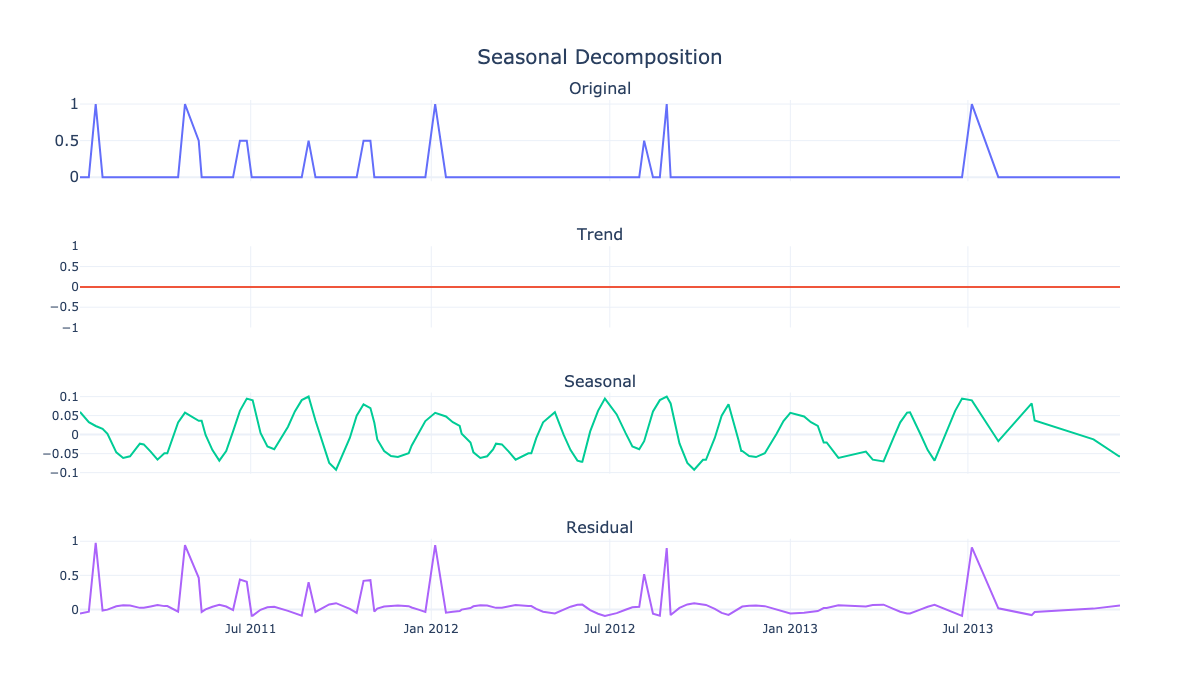 Seasonal Decomposition
Original
1
0.5
0
Trend
1
0.5
0
−0.5
−1
Seasonal
0.1
0.05
0
−0.05
−0.1
Residual
1
0.5
0
Jul 2011 Jan 2012 Jul 2012 Jan 2013 Jul 2013